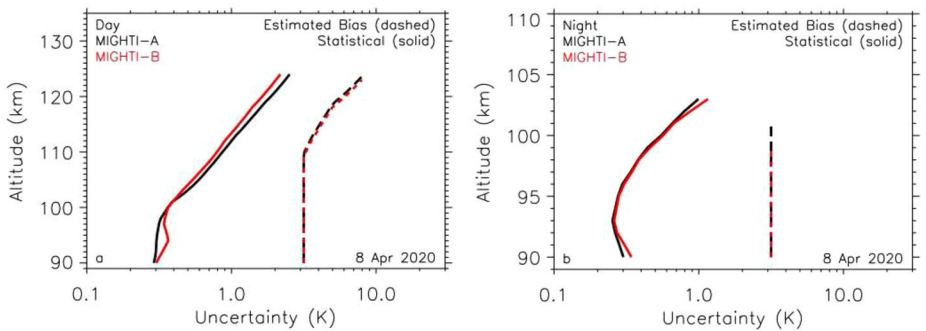 Day Estimated Bias (dashed)
MIGHTI-A Statistical (solid)
MIGHTI-B
130
120
110
100
90
Altitude (km)
a 8 Apr 2020
0.1 1.0 10.0
Uncertainty (K)
Night Estimated Bias (dashed)
MIGHTI-A Statistical (solid)
MIGHTI-B
110
105
100
95
90
Altitude (km)
b 8 Apr 2020
0.1 1.0 10.0
Uncertainty (K)